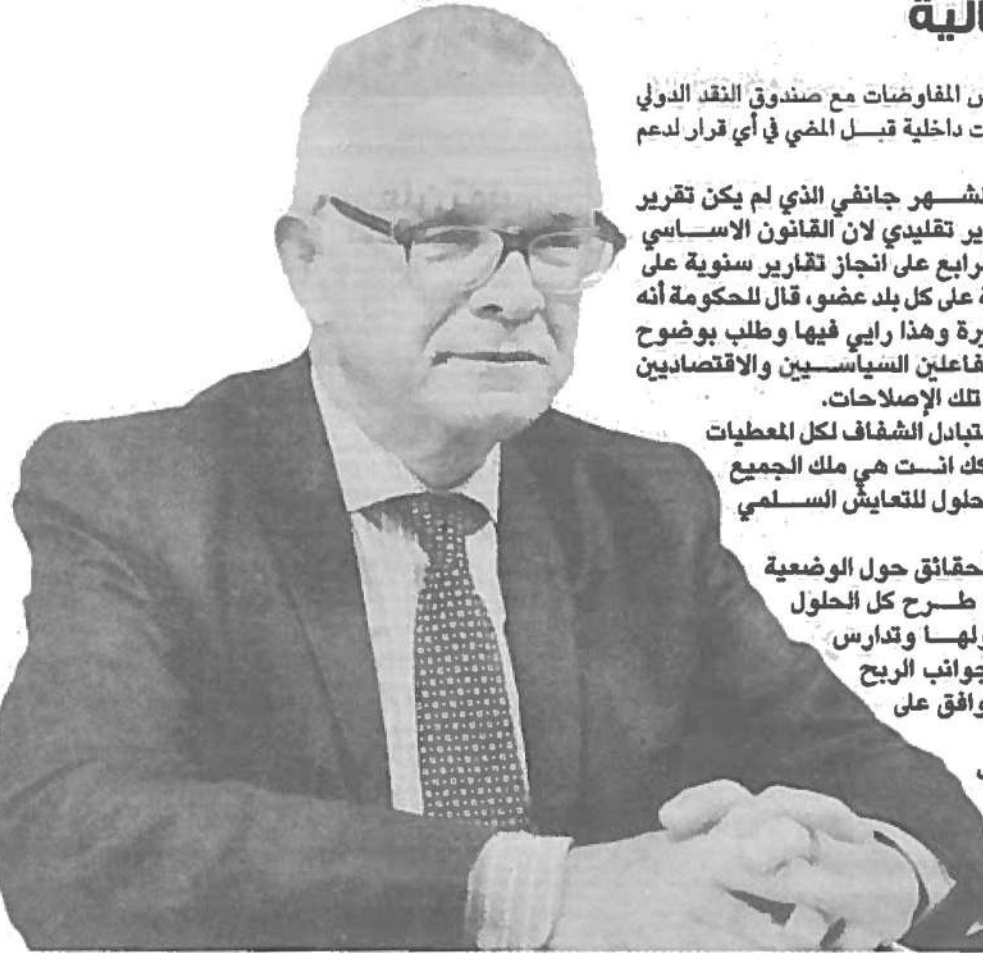 س المفاوضات مع صندوق النقد الدولي
ت داخلية قبـــل المضي في أي قرار لدعم
لشـــهر جانفي الذي لم يكن تقرير
ير تقليدي لان القانون الاســـاسي
رابع على انجاز تقارير سنوية على
ة على كل بلد عضو، قال للحكومة أنه
يرة وهذا رايي فيها وطلب بوضوح
فاعلين السياســـيين والاقتصاديين
تلك الإصلاحات.
تبادل الشفاف لكل المعطيات
كك انـــت هي ملك الجميع
حلول للتعايش الســـلمي
حقائق حول الوضعية
طـــرح كل الحلول
ولهـــا وتدارس
جوانب الربح
وافق على